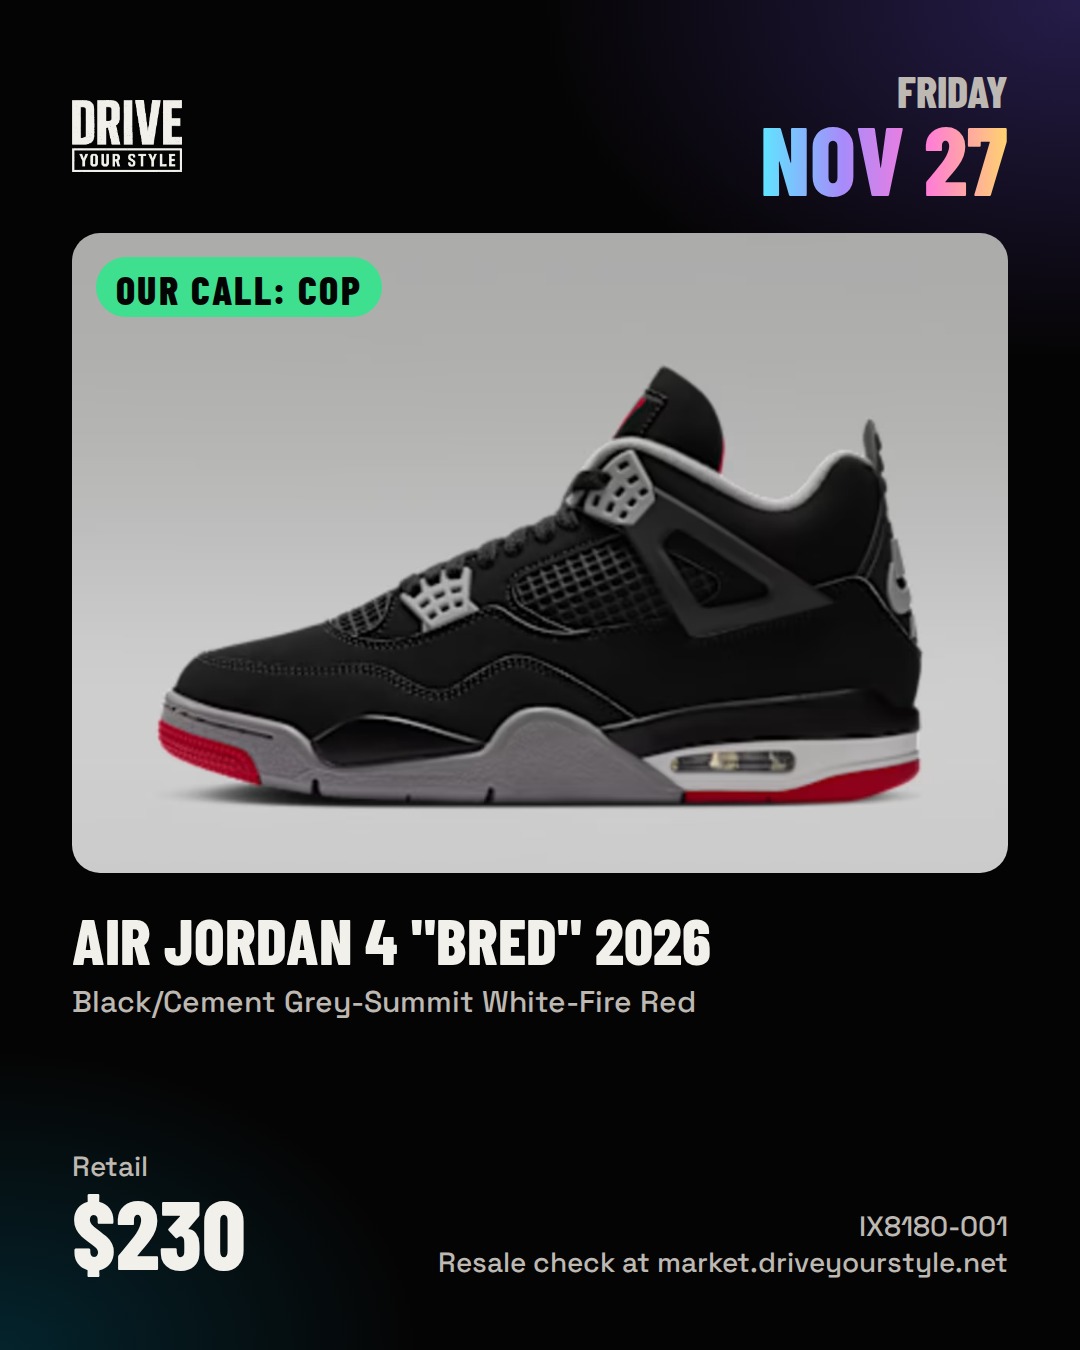 DRIVE
YOUR STYLE
FRIDAY
NOV 27
OUR CALL: COP
AIR JORDAN 4 "BRED" 2026
Black/Cement Grey-Summit White-Fire Red
Retail
$230
IX8180-001
Resale check at market.driveyourstyle.net